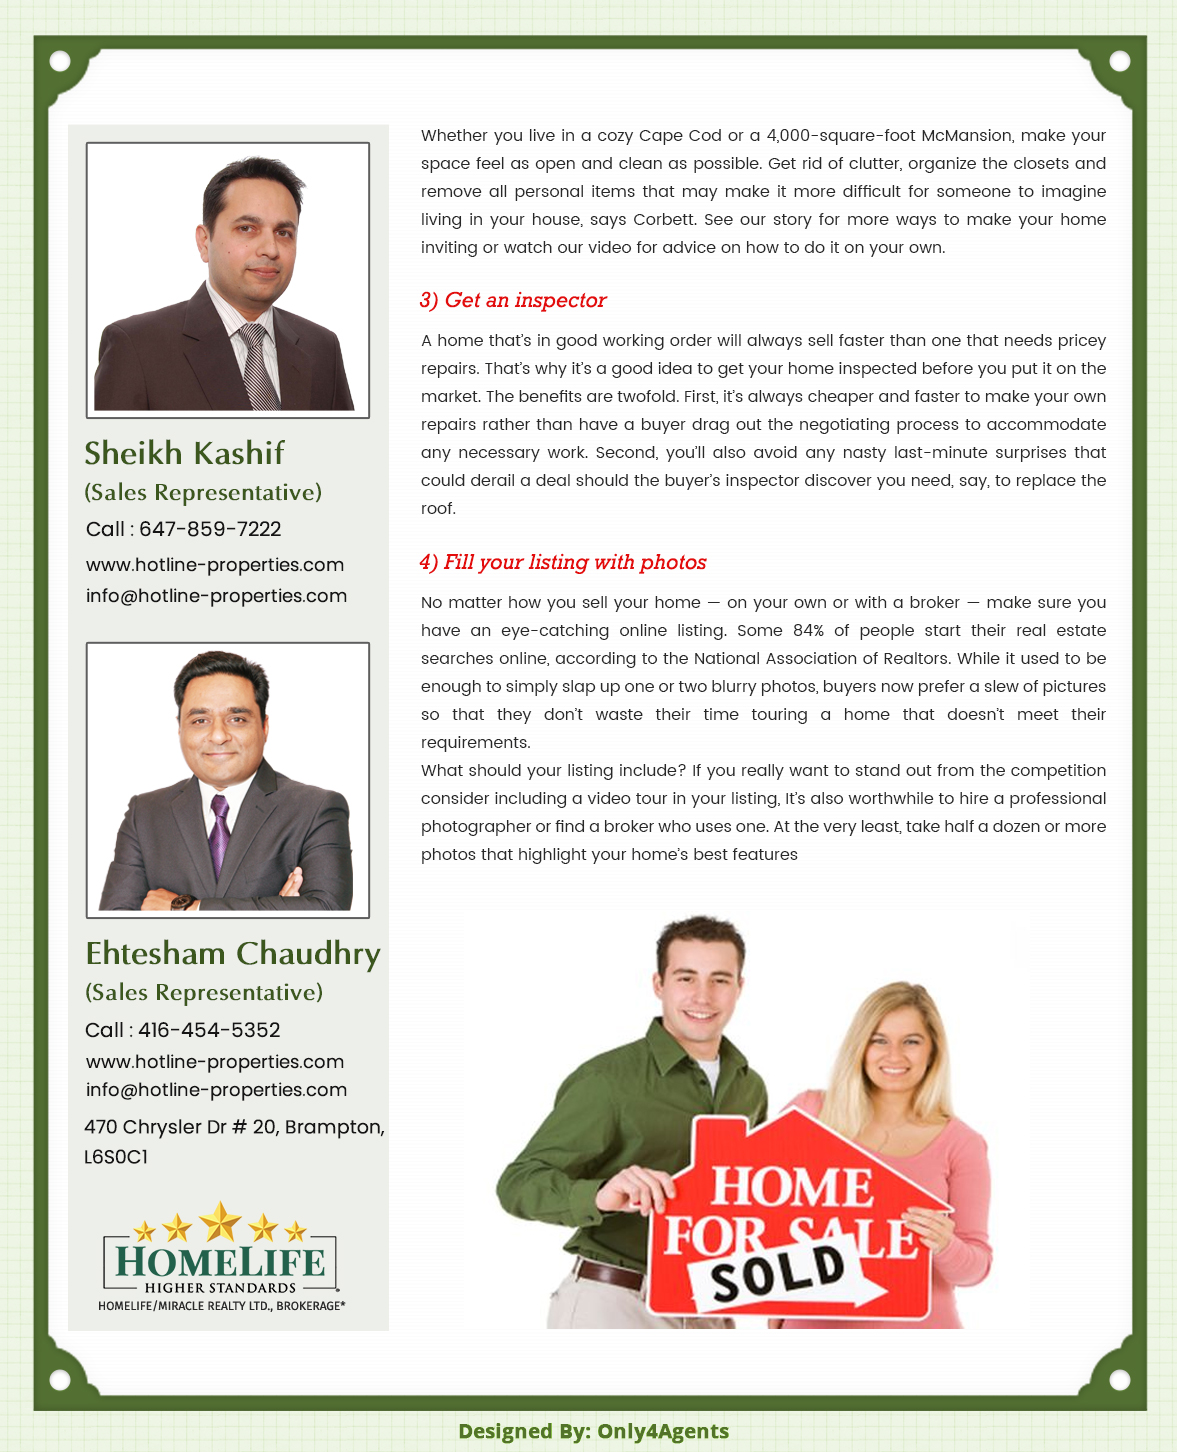 Sheikh Kashif
(Sales Representative)
Call : 647-859-7222
www.hotline-properties.com
info@hotline-properties.com
Ehtesham Chaudhry
(Sales Representative)
Call : 416-454-5352
www.hotline-properties.com
info@hotline-properties.com
470 Chrysler Dr # 20, Brampton,
L6S0C1
HOMELIFE
HIGHER STANDARDS
HOMELIFE/MIRACLE REALTY LTD., BROKERAGE*
Whether you live in a cozy Cape Cod or a 4,000-square-foot McMansion, make your
space feel as open and clean as possible. Get rid of clutter, organize the closets and
remove all personal items that may make it more difficult for someone to imagine
living in your house, says Corbett. See our story for more ways to make your home
inviting or watch our video for advice on how to do it on your own.
3) Get an inspector
A home that’s in good working order will always sell faster than one that needs pricey
repairs. That’s why it’s a good idea to get your home inspected before you put it on the
market. The benefits are twofold. First, it’s always cheaper and faster to make your own
repairs rather than have a buyer drag out the negotiating process to accommodate
any necessary work. Second, you’ll also avoid any nasty last-minute surprises that
could derail a deal should the buyer’s inspector discover you need, say, to replace the
roof.
4) Fill your listing with photos
No matter how you sell your home — on your own or with a broker — make sure you
have an eye-catching online listing. Some 84% of people start their real estate
searches online, according to the National Association of Realtors. While it used to be
enough to simply slap up one or two blurry photos, buyers now prefer a slew of pictures
so that they don’t waste their time touring a home that doesn’t meet their
requirements.
What should your listing include? If you really want to stand out from the competition
consider including a video tour in your listing, It’s also worthwhile to hire a professional
photographer or find a broker who uses one. At the very least, take half a dozen or more
photos that highlight your home’s best features
HOME
FOR SALE
SOLD
Designed By: Only4Agents